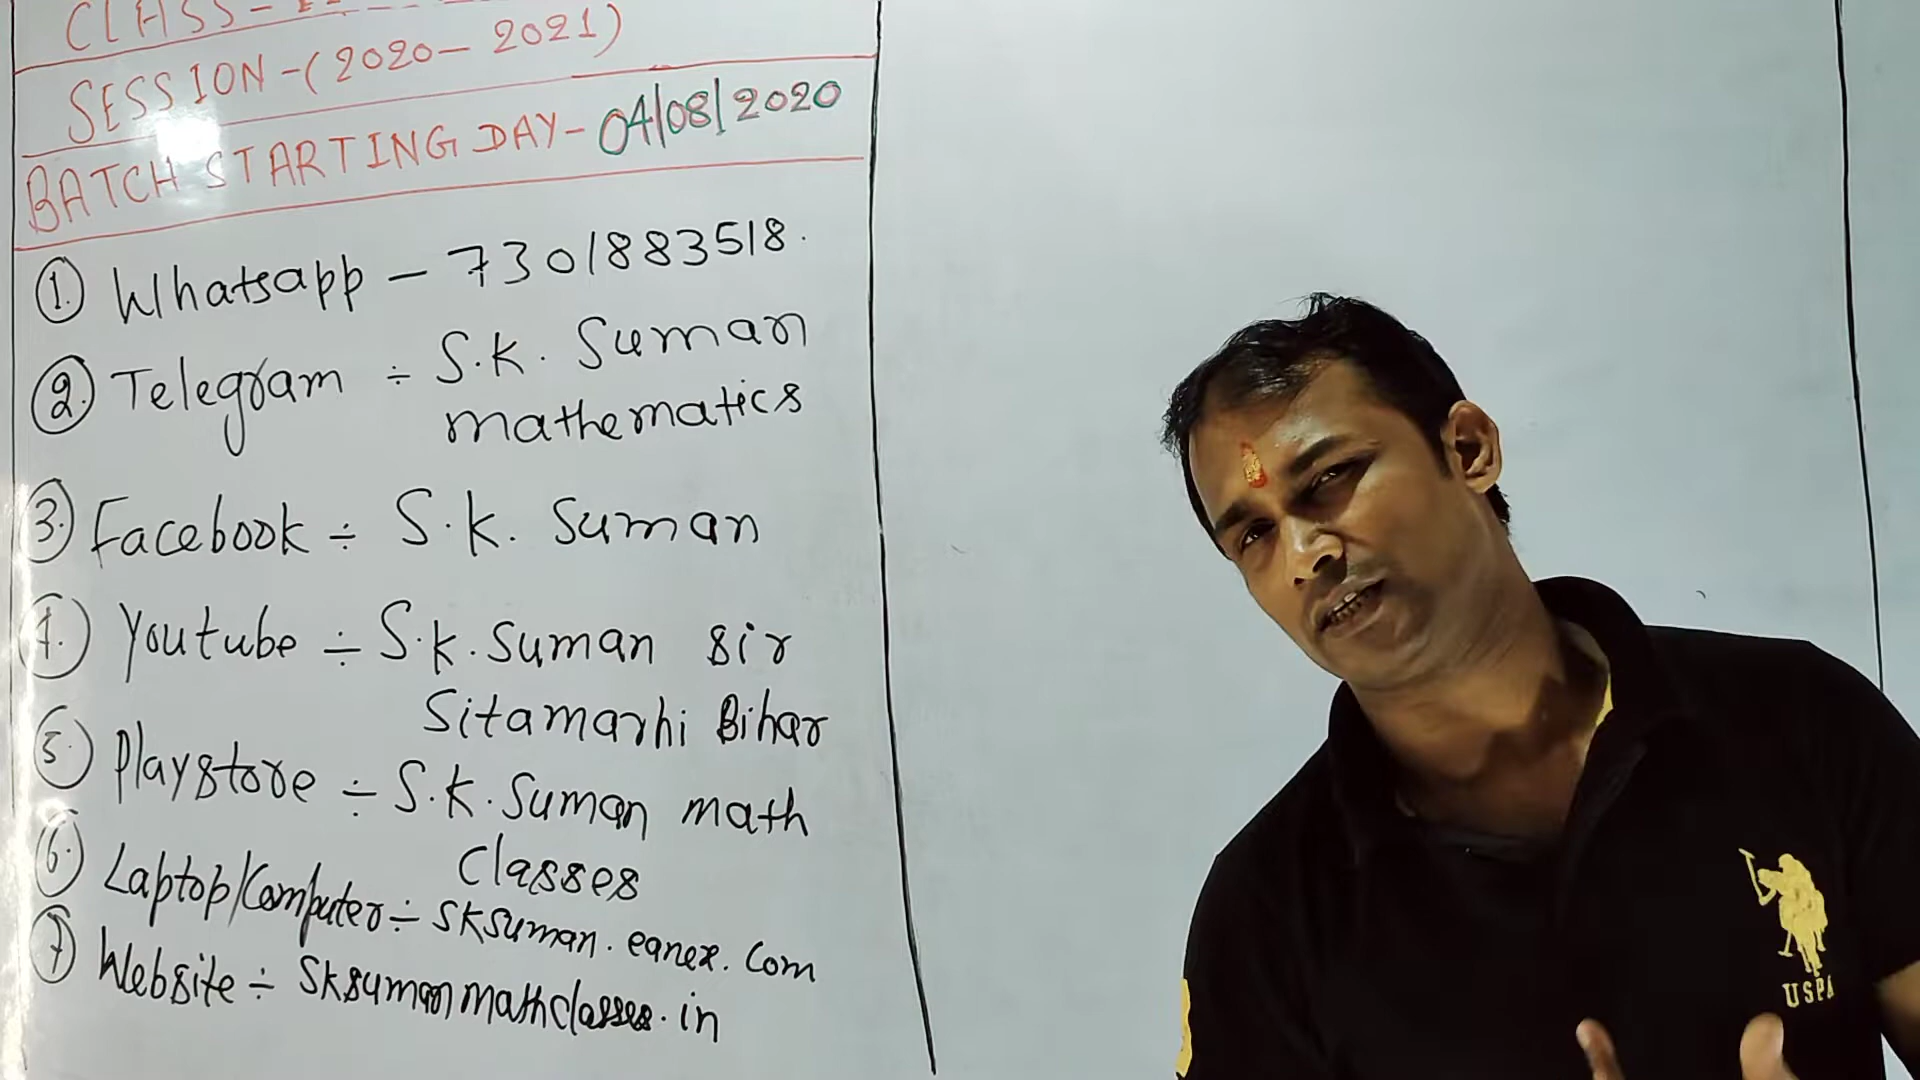 CLASS-
SESSION-(2020-2021)
BATCH STARTING DAY-04/08/2020
1. Whatsapp - 7301883518.
2. Telegram ÷ S.K. Suman
mathematics
3. Facebook ÷ S.K. Suman
4. Youtube ÷ S.K. Suman sir
Sitamarhi Bihar
5. Playstore ÷ S.K. Suman math
Classes
6. Laptop/Computer ÷ SKSuman.eanex.com
7 Website ÷ Sksumanmathclasses.in
USPA